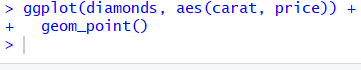 > ggplot(diamonds, aes(carat, price)) +
+   geom_point()
>